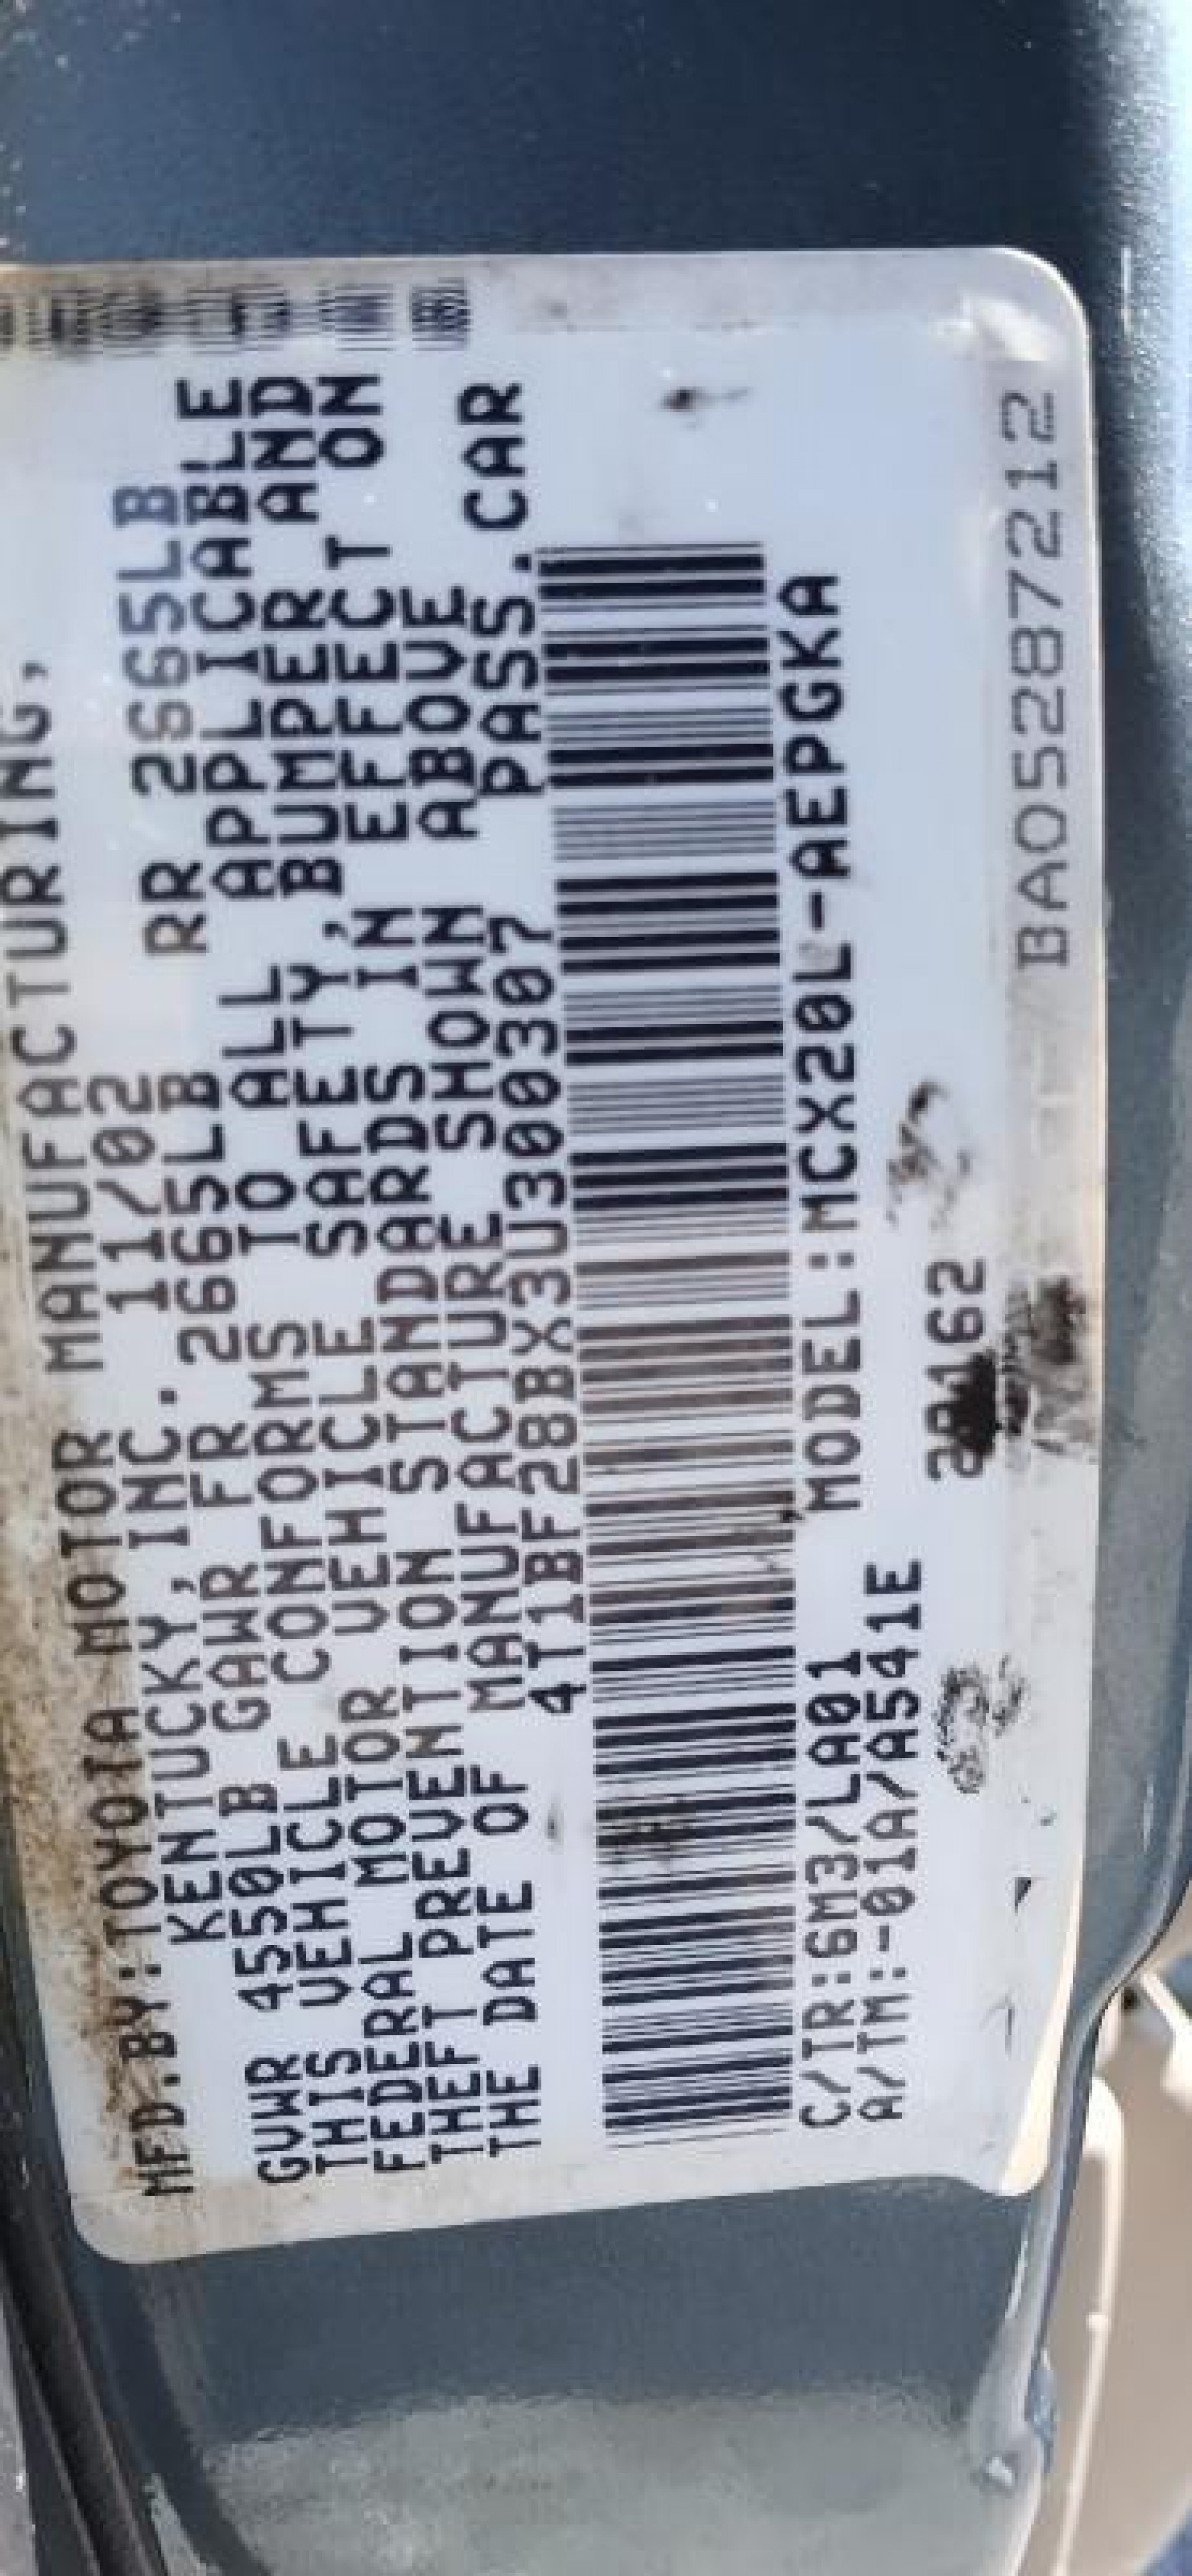 MFD.BY:TOYOTA MOTOR MANUFACTURING,
KENTUCKY, INC. 11/02
GVWR 4550LB GAWR FR 2665LB RR 2665LB
THIS VEHICLE CONFORMS TO ALL APPLICABLE
FEDERAL MOTOR VEHICLE SAFETY,BUMPER AND
THEFT PREVENTION STANDARDS IN EFFECT ON
THE DATE OF MANUFACTURE SHOWN ABOVE
4T1BF28BX3U300307 PASS.CAR
C/TR:6M3/LA01 MODEL:MCX20L-AEPGKA
A/TM:-01A/A541E
BA05287212